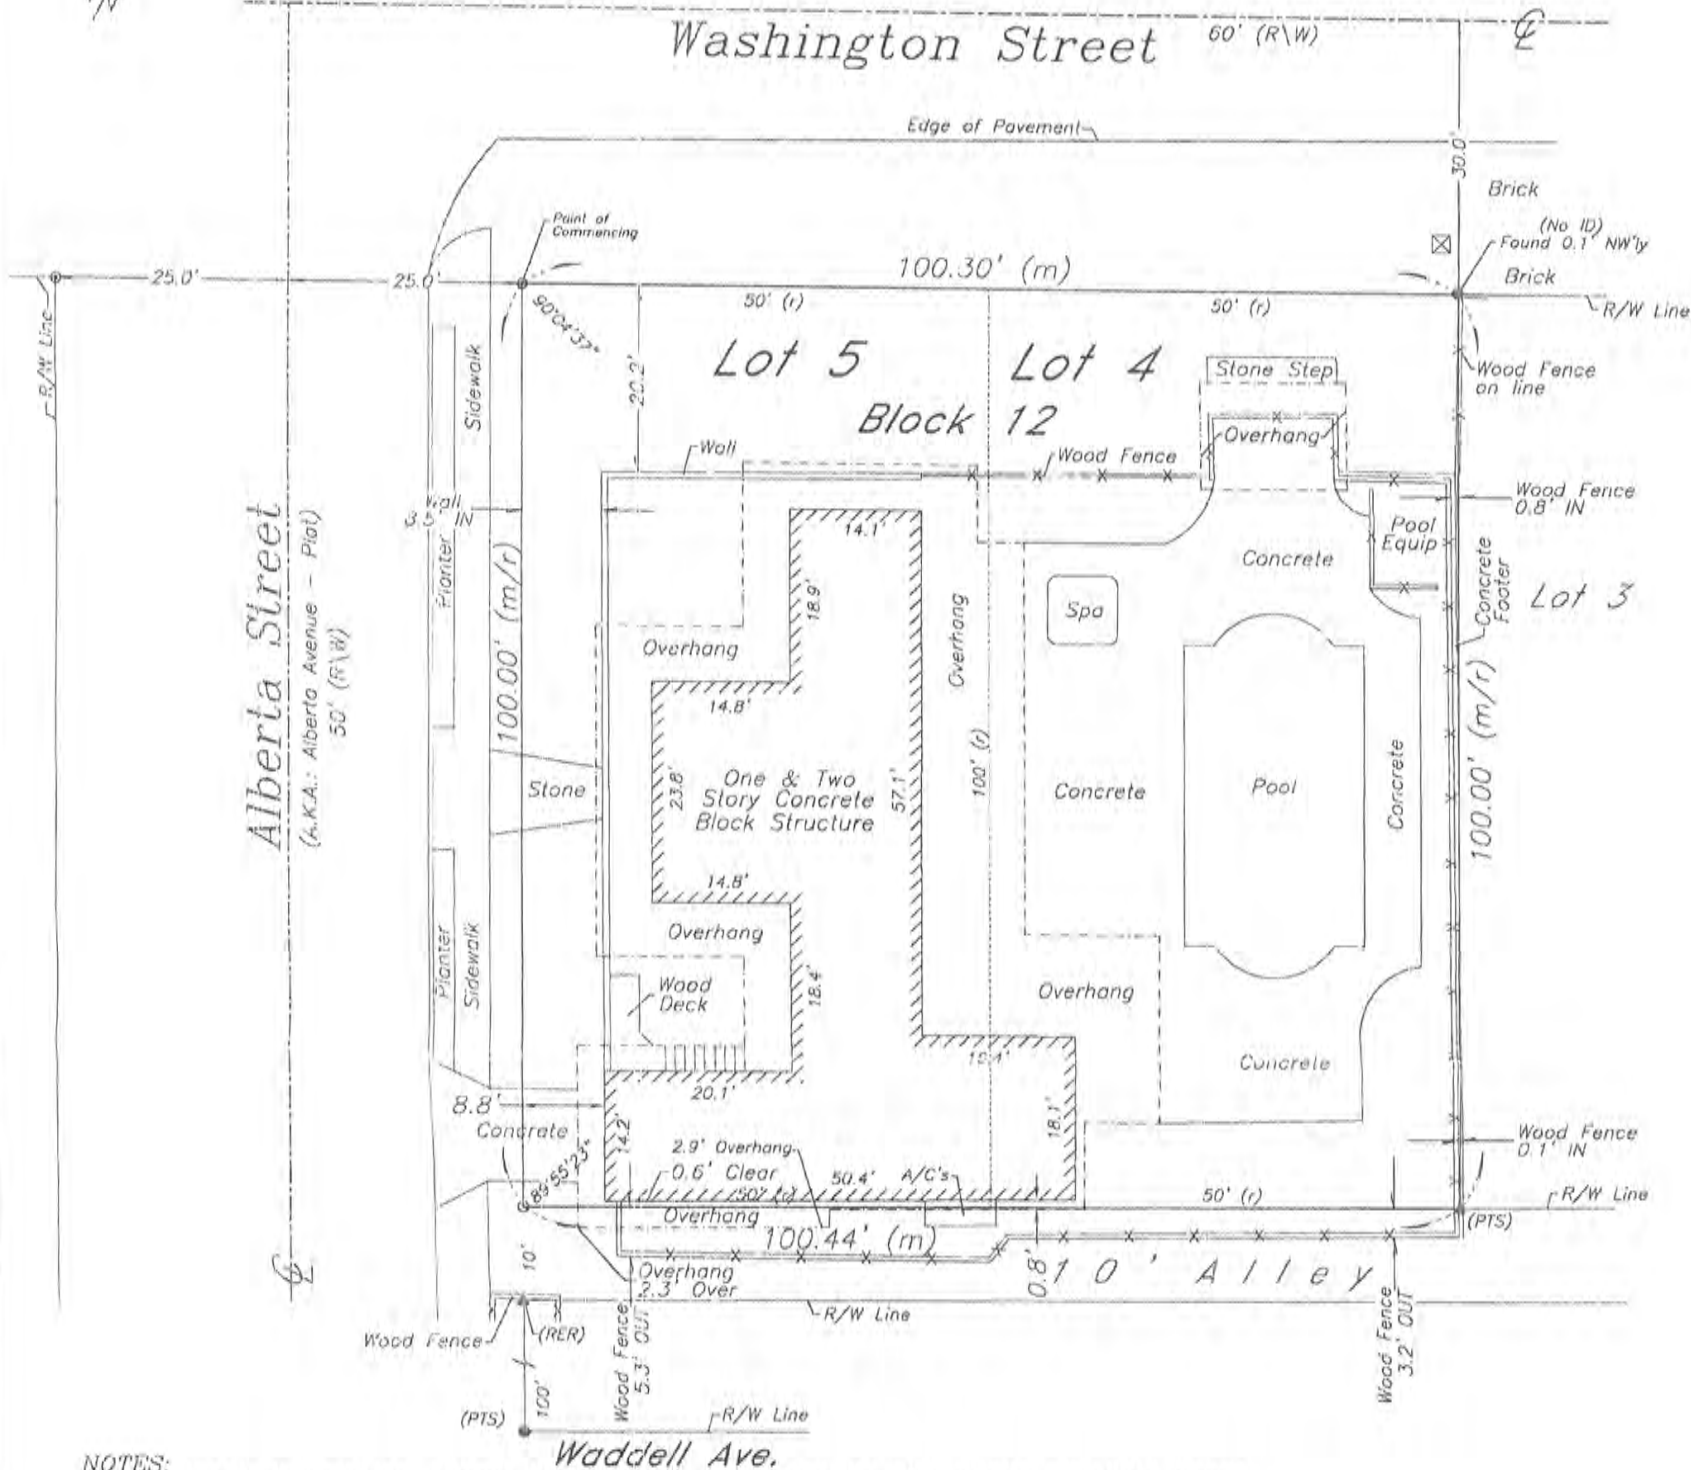 Washington Street
60' (R\W)
Edge of Pavement
30.0'
Brick
(No ID)
Found 0.1' NW'ly
Brick
R/W Line
Point of
Commencing
25.0'
25.0'
100.30' (m)
50' (r)
50' (r)
R/W Line
90°04'37"
20.2'
Lot 5
Lot 4
Block 12
Stone Step
Wood Fence
on line
Sidewalk
Wall
Wood Fence
Overhang
Wood Fence
0.8' IN
Pool
Equip
Wall
IN
14.1'
Concrete
Concrete
Footer
Lot 3
Alberta Street
(A.K.A.: Alberta Avenue - Plat)
50' (R\W)
Planter
100.00' (m/r)
18.9'
Overhang
Spa
Overhang
14.8'
100' (r)
100.00' (m/r)
Stone
23.8'
One & Two
Story Concrete
Block Structure
57.1'
Concrete
Pool
Concrete
14.8'
Overhang
Planter
Sidewalk
Wood
Deck
18.4'
Overhang
Concrete
20.1'
8.8'
Concrete
14.2'
18.1'
Wood Fence
0.1' IN
89°55'23"
2.9' Overhang
0.6' Clear
50.4'
A/C's
50' (r)
50' (r)
R/W Line
(PTS)
Overhang
100.44' (m)
10' Alley
0.8'
10'
Overhang
2.3' Over
R/W Line
Wood Fence
(RER)
Wood Fence
5.3' OUT
Wood Fence
3.2' OUT
100'
(PTS)
R/W Line
Waddell Ave.
NOTES: